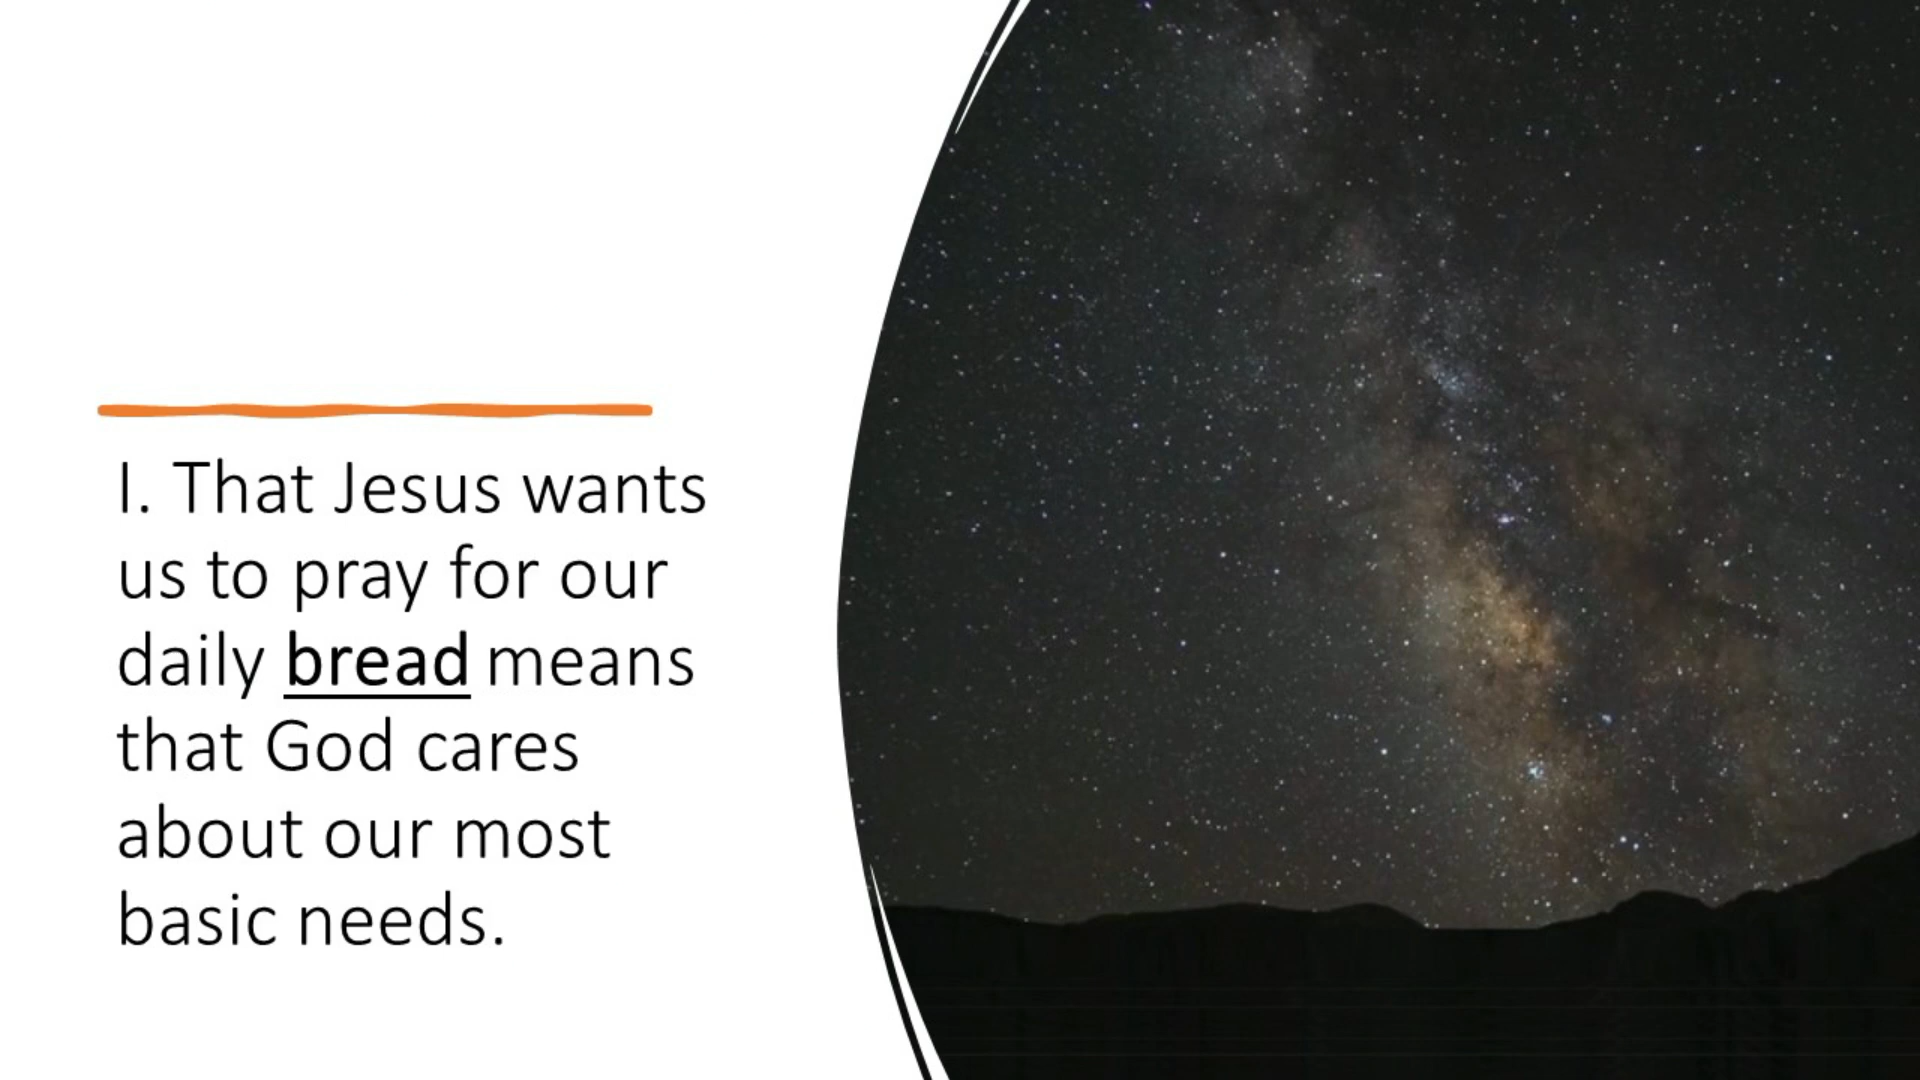 I. That Jesus wants
us to pray for our
daily bread means
that God cares
about our most
basic needs.